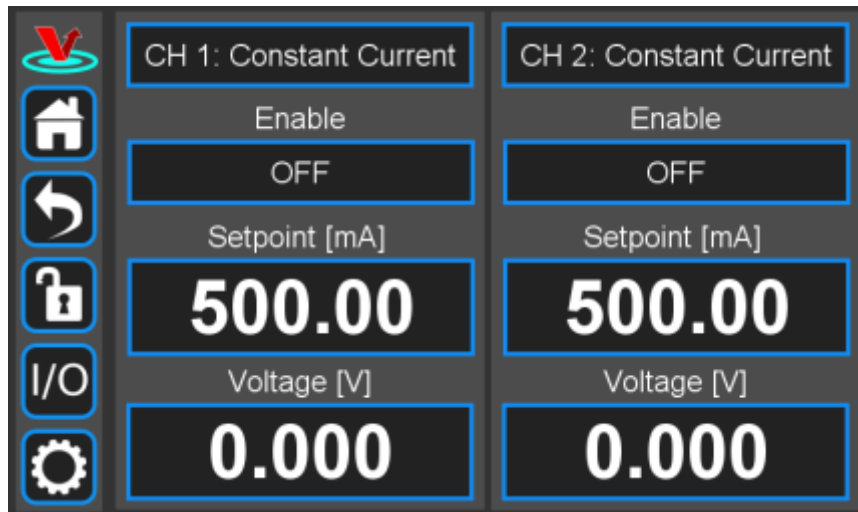 CH 1: Constant Current
Enable
OFF
Setpoint [mA]
500.00
Voltage [V]
0.000
CH 2: Constant Current
Enable
OFF
Setpoint [mA]
500.00
Voltage [V]
0.000
I/O